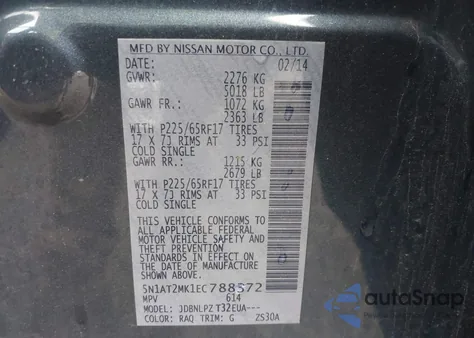 MFD BY NISSAN MOTOR CO., LTD.
DATE: 02/14
GVWR: 2276 KG
5018 LB
GAWR FR.: 1072 KG
2363 LB
WITH P225/65RF17 TIRES
17 X 7J RIMS AT 33 PSI
COLD SINGLE
GAWR RR.: 1215 KG
2679 LB
WITH P225/65RF17 TIRES
17 X 7J RIMS AT 33 PSI
COLD SINGLE
THIS VEHICLE CONFORMS TO
ALL APPLICABLE FEDERAL
MOTOR VEHICLE SAFETY AND
THEFT PREVENTION
STANDARDS IN EFFECT ON
THE DATE OF MANUFACTURE
SHOWN ABOVE.
5N1AT2MK1EC788572
MPV 614
MODEL: JDBNLPZ T32EUA---
COLOR: RAQ TRIM: G ZS30A
autoSnap